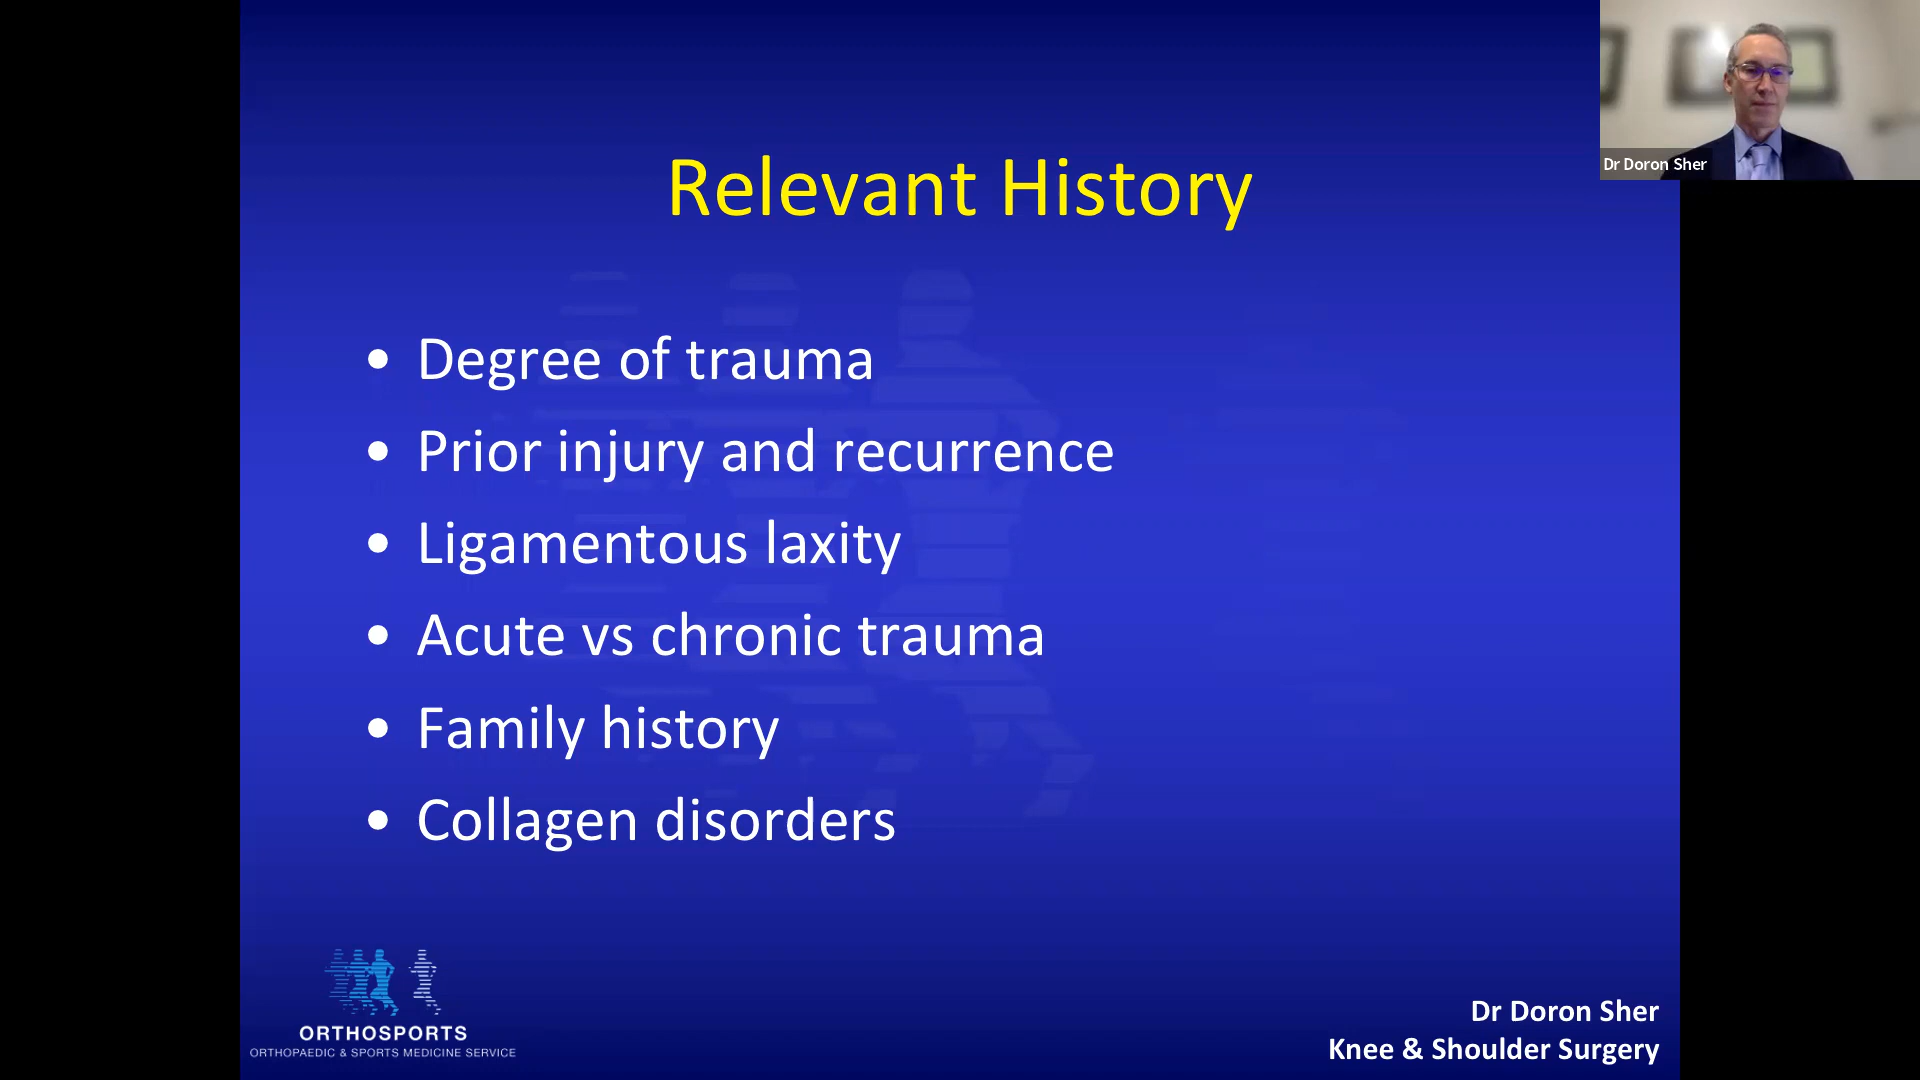 Relevant History
Dr Doron Sher
• Degree of trauma
• Prior injury and recurrence
• Ligamentous laxity
• Acute vs chronic trauma
• Family history
• Collagen disorders
ORTHOSPORTS
ORTHOPAEDIC & SPORTS MEDICINE SERVICE
Dr Doron Sher
Knee & Shoulder Surgery